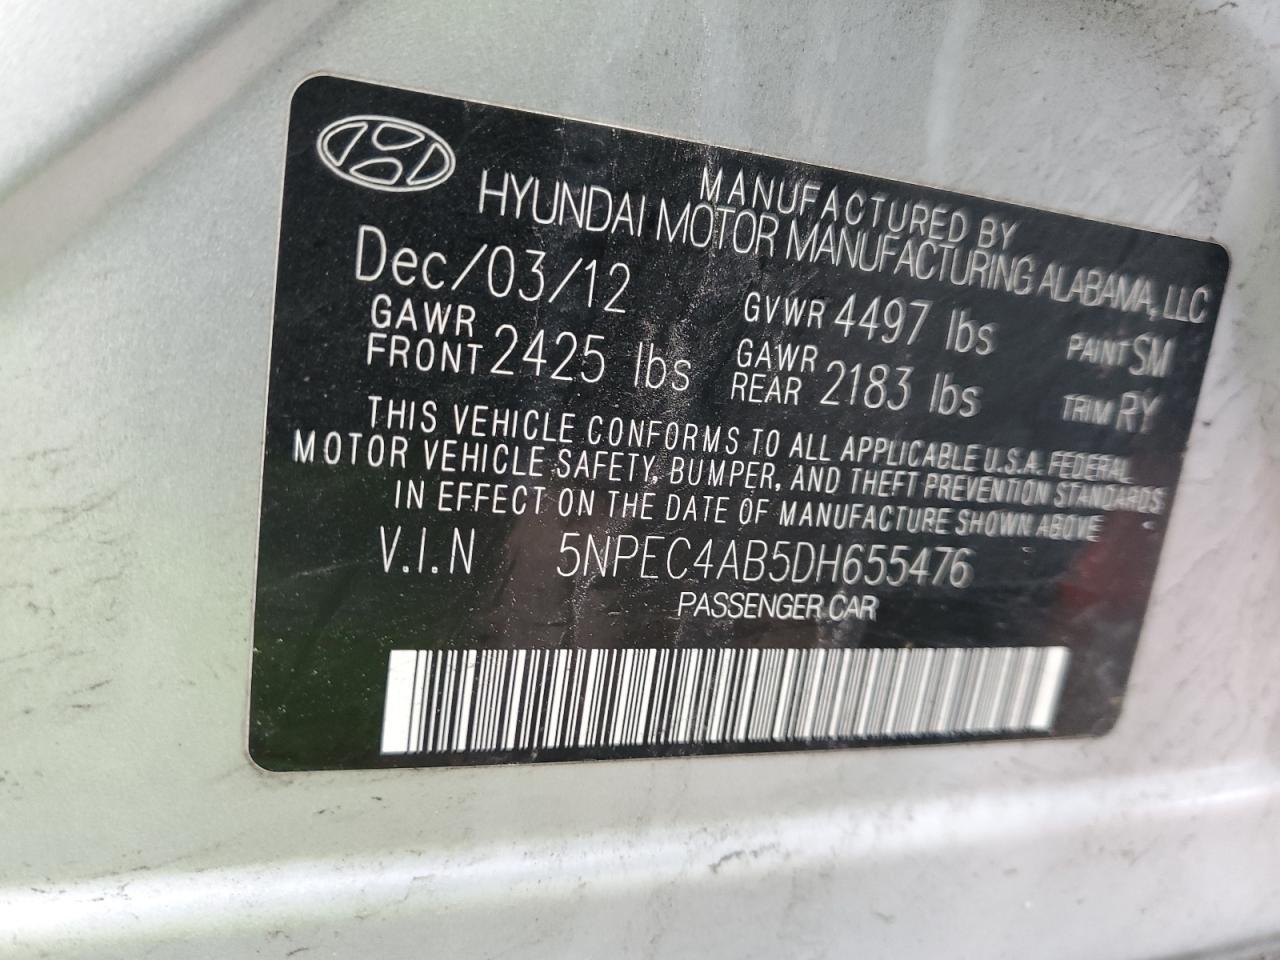 MANUFACTURED BY
HYUNDAI MOTOR MANUFACTURING ALABAMA, LLC
Dec/03/12
GVWR 4497 lbs
PAINT SM
GAWR FRONT 2425 lbs
GAWR REAR 2183 lbs
TRIM RY
THIS VEHICLE CONFORMS TO ALL APPLICABLE U.S.A. FEDERAL
MOTOR VEHICLE SAFETY, BUMPER, AND THEFT PREVENTION STANDARDS
IN EFFECT ON THE DATE OF MANUFACTURE SHOWN ABOVE
V.I.N 5NPEC4AB5DH655476
PASSENGER CAR